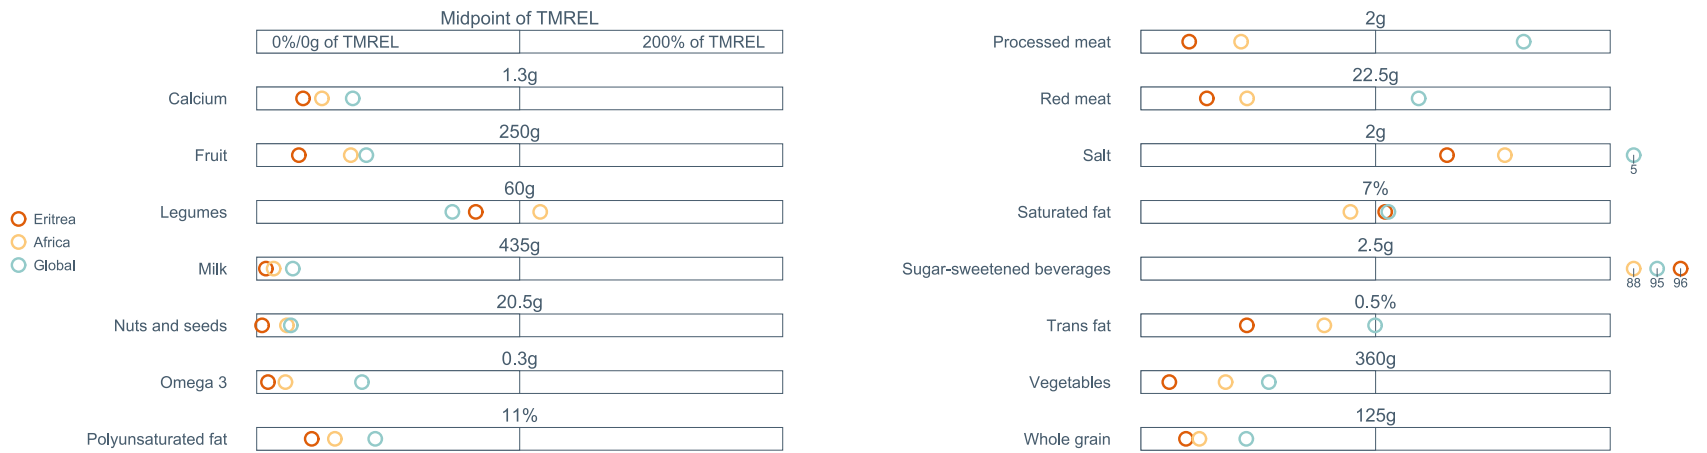 Midpoint of TMREL
0%/0g of TMREL
200% of TMREL
1.3g
Calcium
250g
Fruit
60g
Legumes
435g
Milk
20.5g
Nuts and seeds
0.3g
Omega 3
11%
Polyunsaturated fat
Eritrea
Africa
Global
2g
Processed meat
22.5g
Red meat
2g
Salt
5
7%
Saturated fat
2.5g
Sugar-sweetened beverages
88 95 96
0.5%
Trans fat
360g
Vegetables
125g
Whole grain